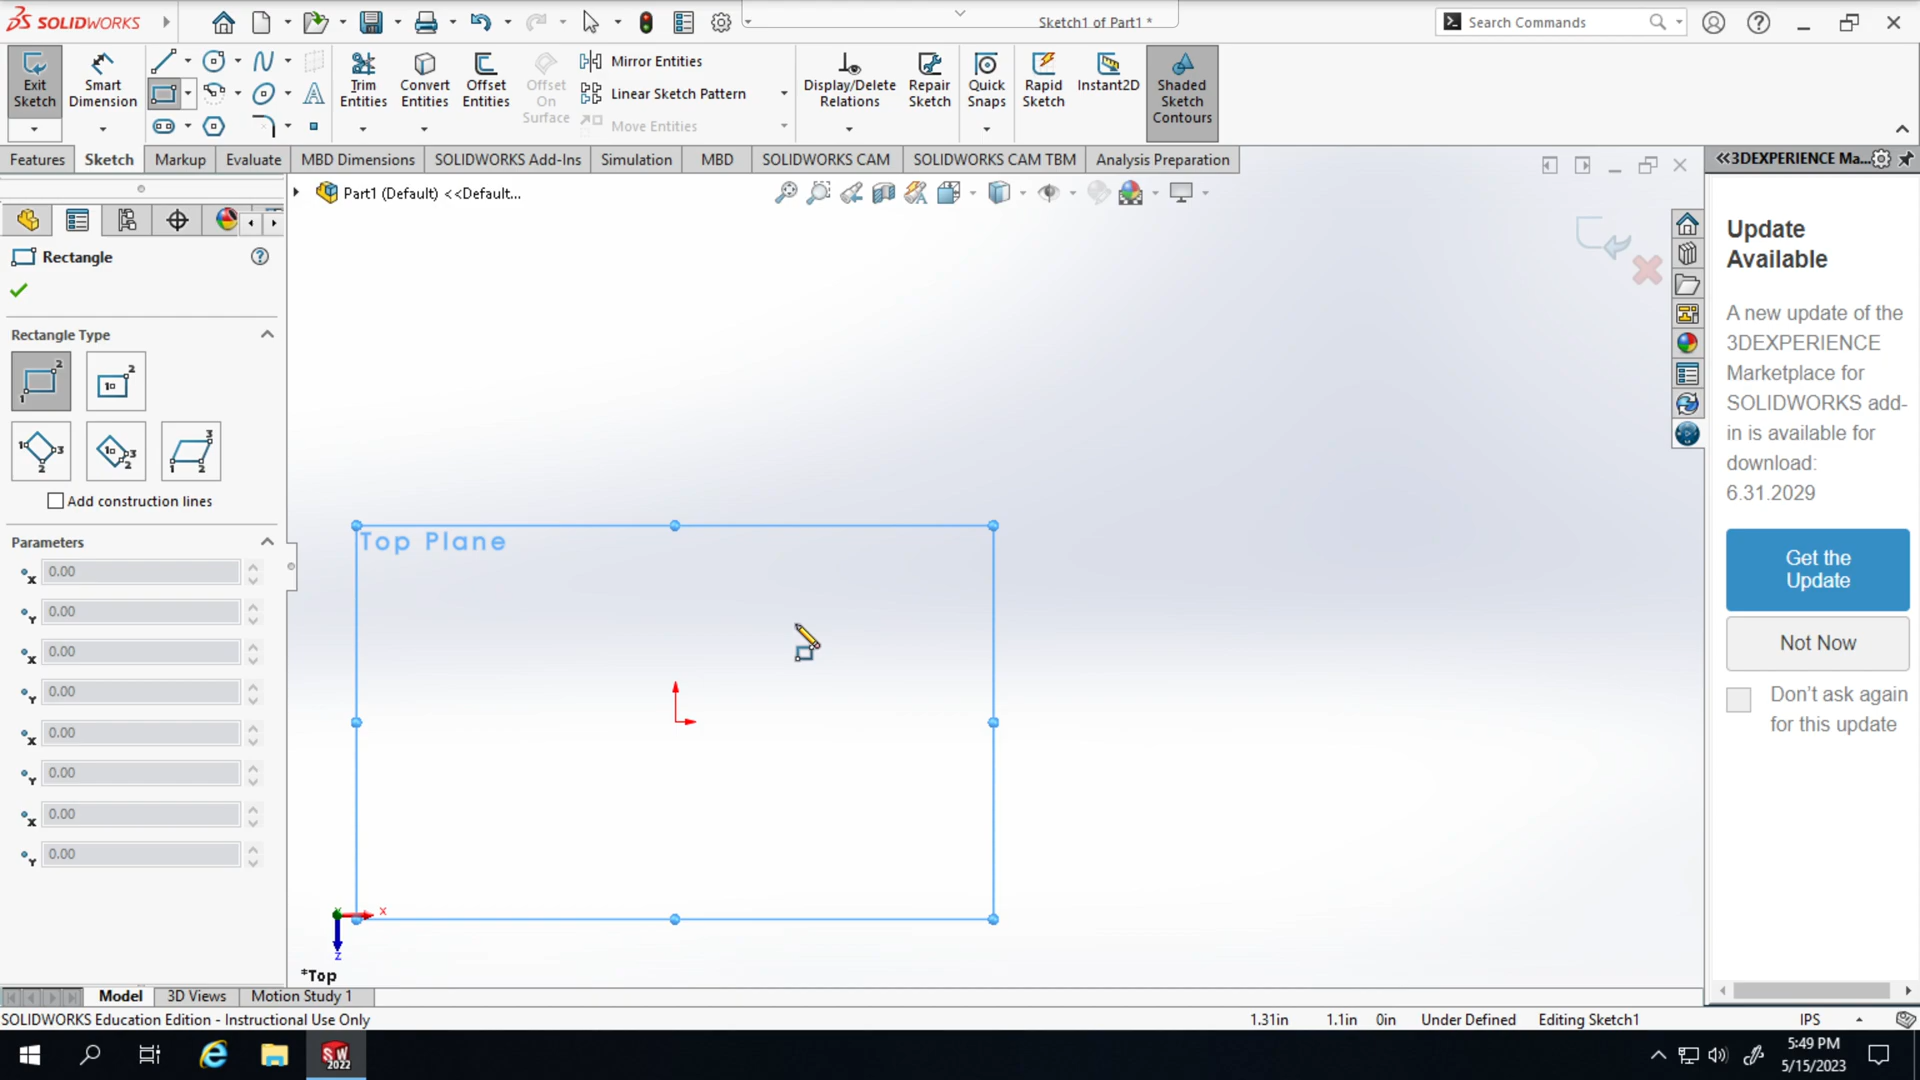 SOLIDWORKS
Sketch1 of Part1 *
Search Commands
Exit
Sketch
Smart
Dimension
Trim
Entities
Convert
Entities
Offset
Entities
Offset
On
Surface
Mirror Entities
Linear Sketch Pattern
Move Entities
Display/Delete
Relations
Repair
Sketch
Quick
Snaps
Rapid
Sketch
Instant2D
Shaded
Sketch
Contours
Features
Sketch
Markup
Evaluate
MBD Dimensions
SOLIDWORKS Add-Ins
Simulation
MBD
SOLIDWORKS CAM
SOLIDWORKS CAM TBM
Analysis Preparation
<<3DEXPERIENCE Ma...
Part1 (Default) <<Default...
Rectangle
Rectangle Type
Add construction lines
Parameters
X 0.00
Y 0.00
X 0.00
Y 0.00
X 0.00
Y 0.00
X 0.00
Y 0.00
Top Plane
X
Z
*Top
Update
Available
A new update of the
3DEXPERIENCE
Marketplace for
SOLIDWORKS add-
in is available for
download:
6.31.2029
Get the
Update
Not Now
Don't ask again
for this update
Model
3D Views
Motion Study 1
SOLIDWORKS Education Edition - Instructional Use Only
1.31in
1.1in
0in
Under Defined
Editing Sketch1
IPS
SW
2022
5:49 PM
5/15/2023